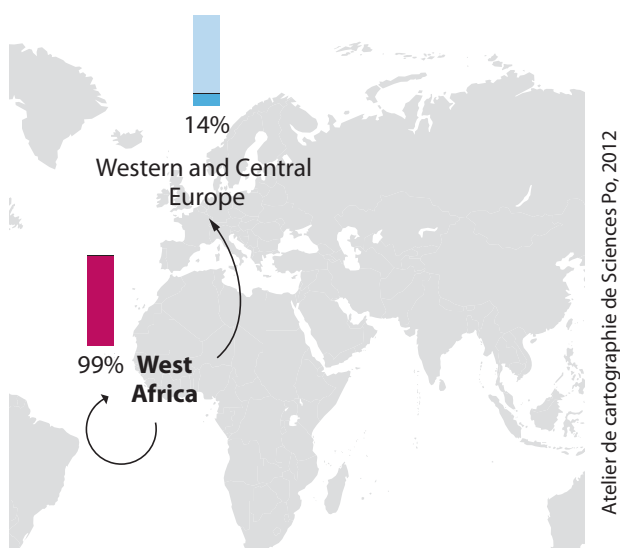 14%
Western and Central
Europe
99%
West
Africa
Atelier de cartographie de Sciences Po, 2012